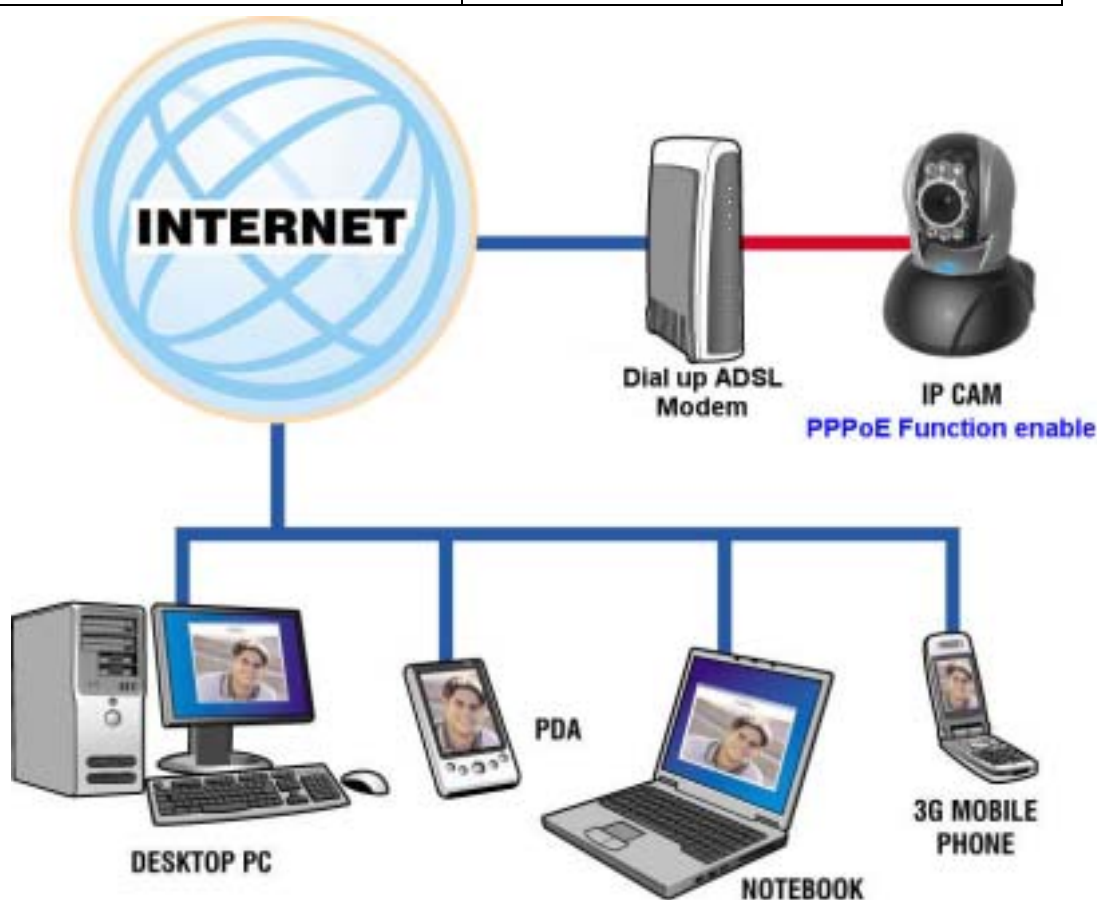 INTERNET
Dial up ADSL
Modem
IP CAM
PPPoE Function enable
PDA
3G MOBILE
PHONE
DESKTOP PC
NOTEBOOK